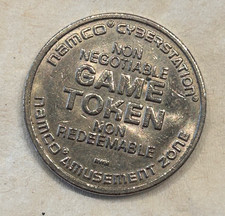 namco® CYBERSTATION®
NON
NEGOTIABLE
GAME
TOKEN
NON
REDEEMABLE
namco® AMUSEMENT ZONE